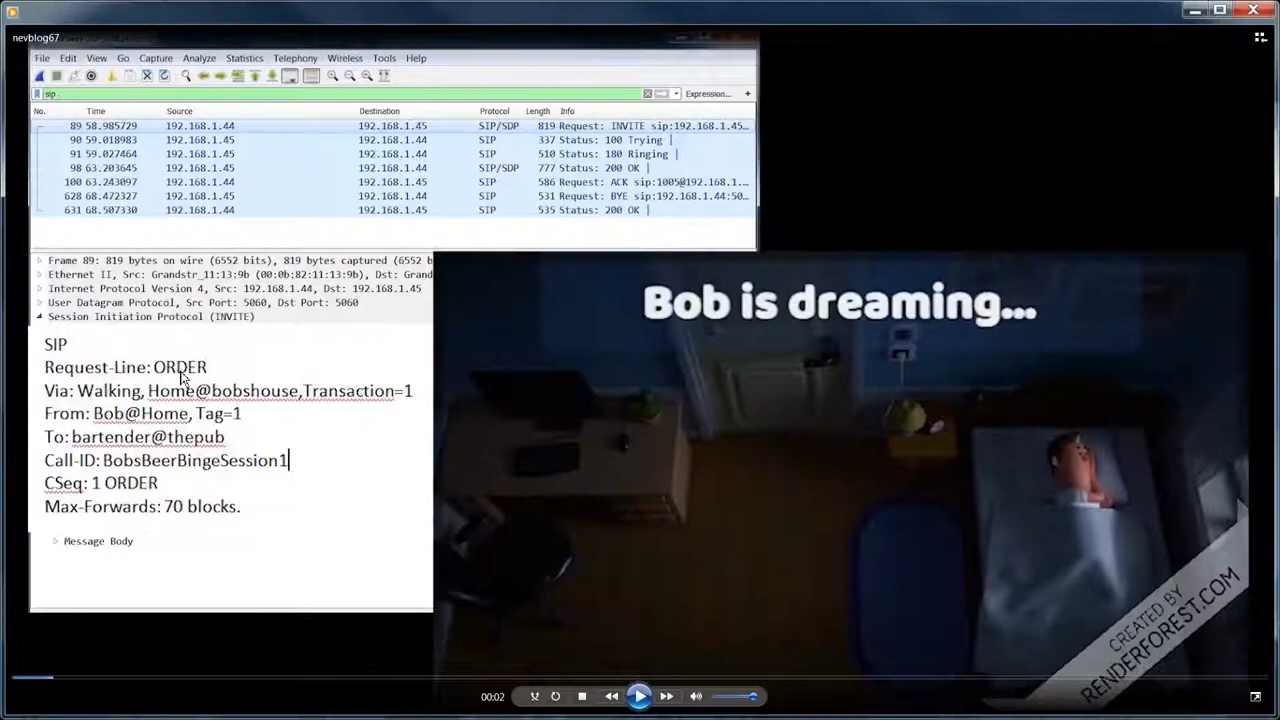 nevblog67
File Edit View Go Capture Analyze Statistics Telephony Wireless Tools Help
sip
Expression... +
No. Time Source Destination Protocol Length Info
89 58.985729 192.168.1.44 192.168.1.45 SIP/SDP 819 Request: INVITE sip:192.168.1.45...
90 59.018983 192.168.1.45 192.168.1.44 SIP 337 Status: 100 Trying |
91 59.027464 192.168.1.45 192.168.1.44 SIP 510 Status: 180 Ringing |
98 63.203645 192.168.1.45 192.168.1.44 SIP/SDP 777 Status: 200 OK |
100 63.243097 192.168.1.44 192.168.1.45 SIP 586 Request: ACK sip:1005@192.168.1....
628 68.472327 192.168.1.45 192.168.1.44 SIP 531 Request: BYE sip:192.168.1.44:50...
631 68.507330 192.168.1.44 192.168.1.45 SIP 535 Status: 200 OK |
Frame 89: 819 bytes on wire (6552 bits), 819 bytes captured (6552 b
Ethernet II, Src: Grandstr_11:13:9b (00:0b:82:11:13:9b), Dst: Grand
Internet Protocol Version 4, Src: 192.168.1.44, Dst: 192.168.1.45
User Datagram Protocol, Src Port: 5060, Dst Port: 5060
Session Initiation Protocol (INVITE)
SIP
Request-Line: ORDER
Via: Walking, Home@bobshouse,Transaction=1
From: Bob@Home, Tag=1
To: bartender@thepub
Call-ID: BobsBeerBingeSession1
CSeq: 1 ORDER
Max-Forwards: 70 blocks.
Message Body
Bob is dreaming...
CREATED BY
RENDERFOREST.COM
00:02